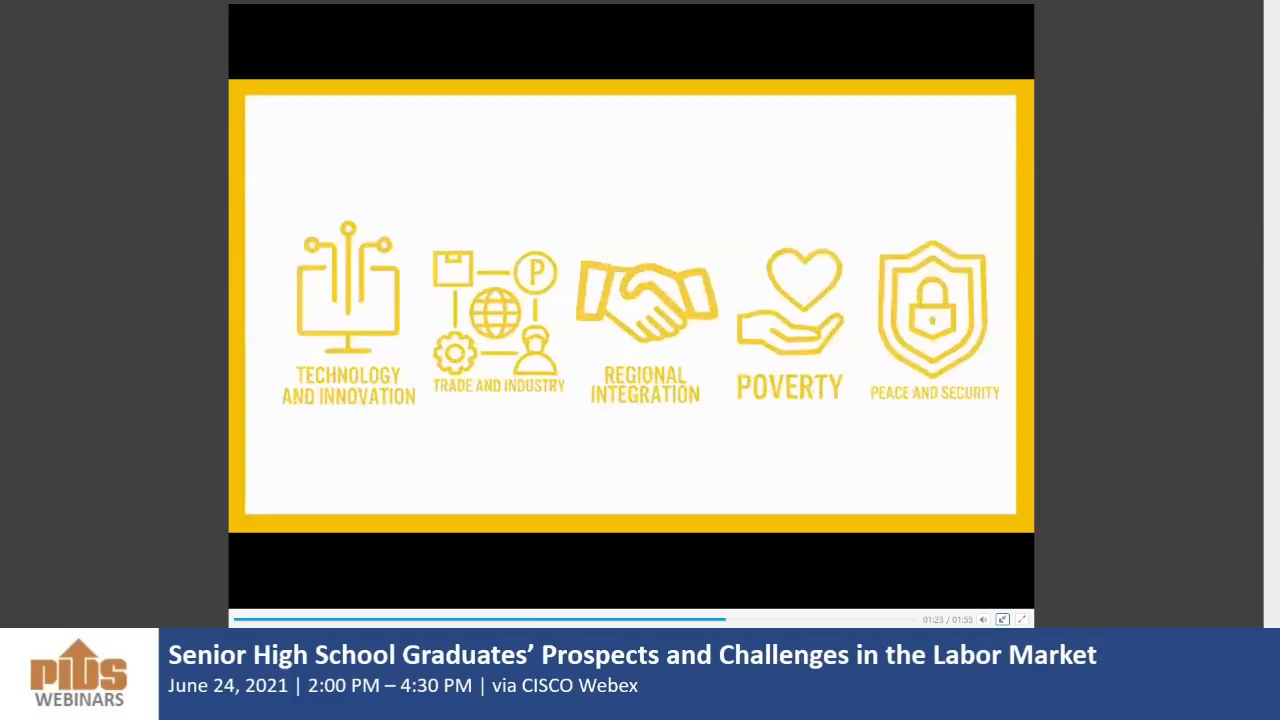 P
TECHNOLOGY
AND INNOVATION
TRADE AND INDUSTRY
REGIONAL
INTEGRATION
POVERTY
PEACE AND SECURITY
01:23 / 01:55
PIDS
WEBINARS
Senior High School Graduates’ Prospects and Challenges in the Labor Market
June 24, 2021 | 2:00 PM – 4:30 PM | via CISCO Webex